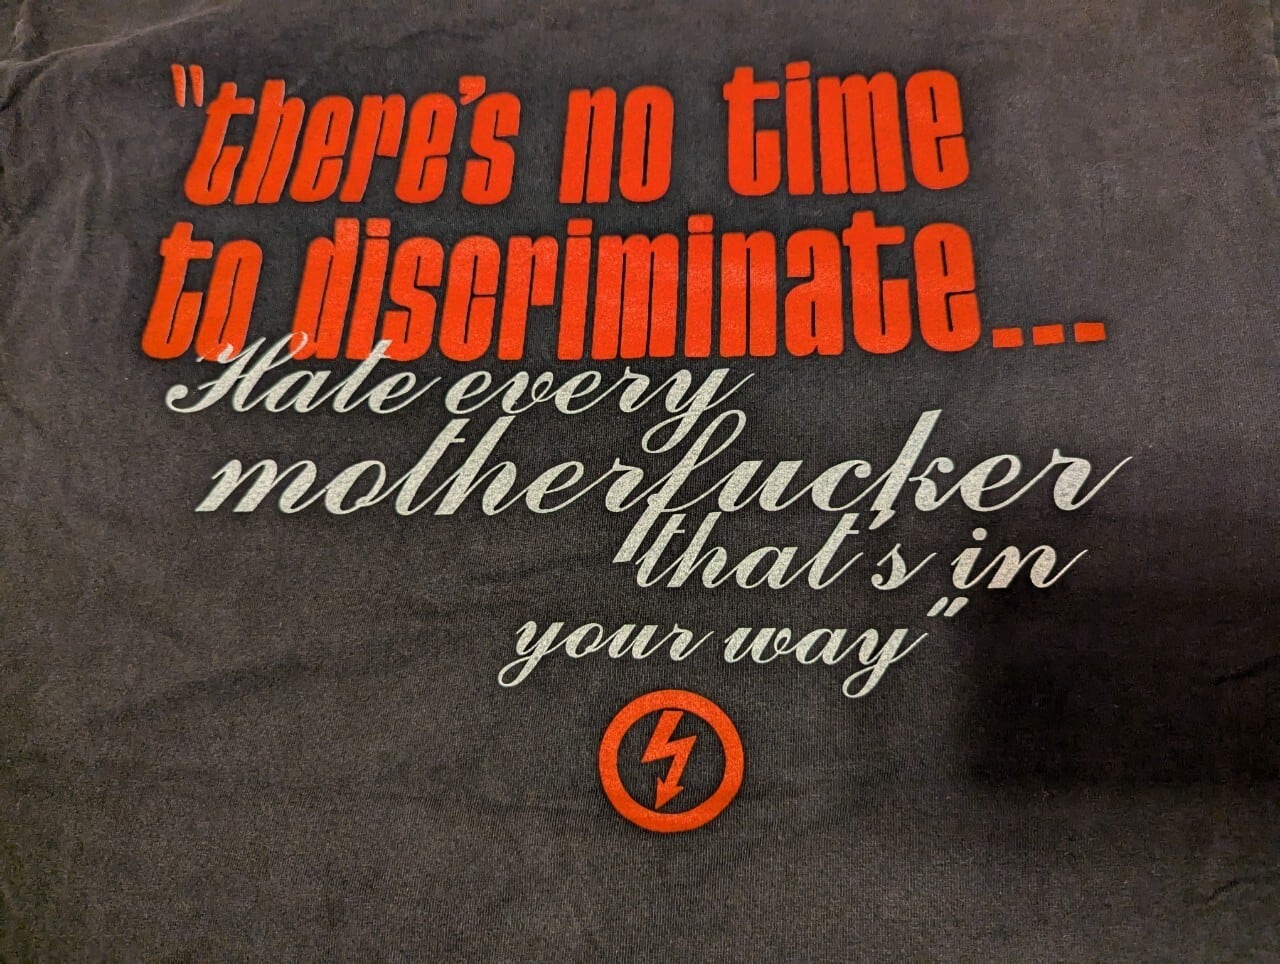 "there's no time
to discriminate...
Hate every
motherfucker
that's in
your way"